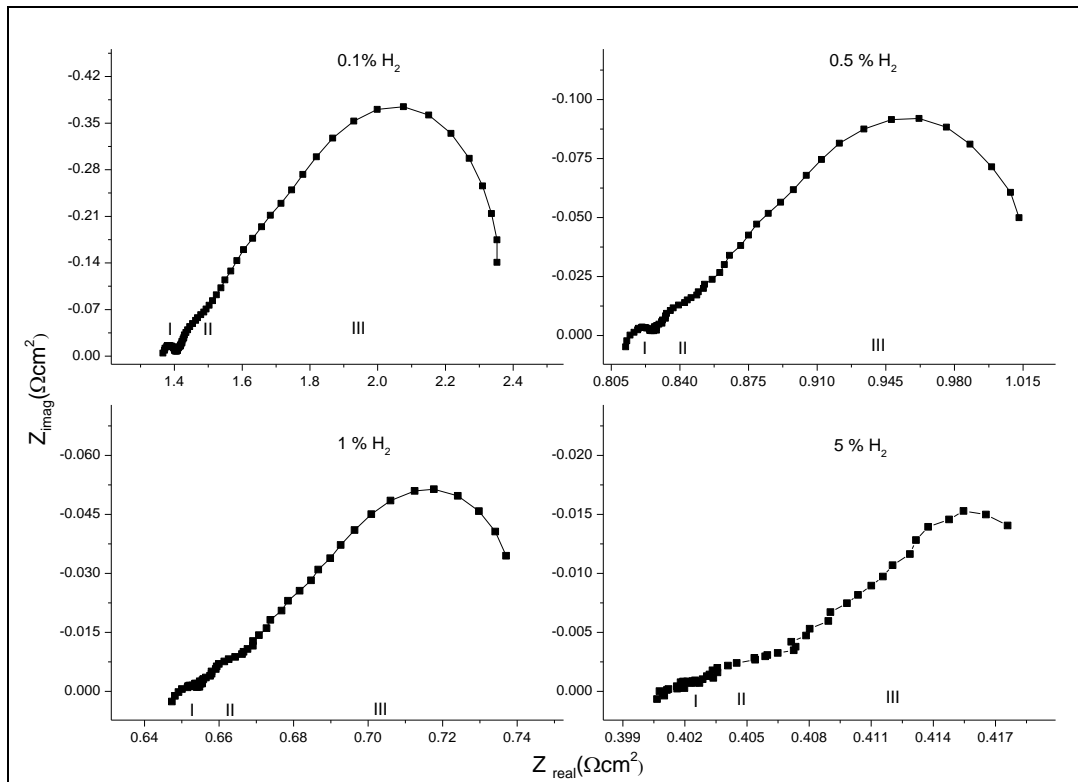 0.1% H2
-0.42
-0.35
-0.28
-0.21
-0.14
-0.07
0.00
I II III
1.4 1.6 1.8 2.0 2.2 2.4
0.5 % H2
-0.100
-0.075
-0.050
-0.025
0.000
I II III
0.805 0.840 0.875 0.910 0.945 0.980 1.015
Zimag(Ωcm2)
1 % H2
-0.060
-0.045
-0.030
-0.015
0.000
I II III
0.64 0.66 0.68 0.70 0.72 0.74
5 % H2
-0.020
-0.015
-0.010
-0.005
0.000
I II III
0.399 0.402 0.405 0.408 0.411 0.414 0.417
Z real(Ωcm2)